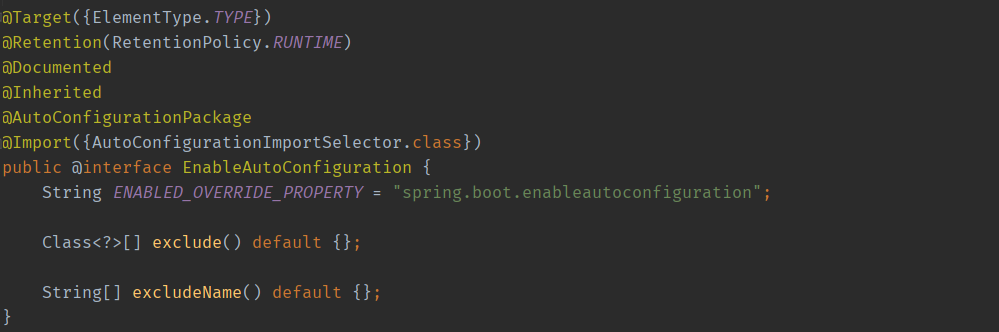 @Target({ElementType.TYPE})
@Retention(RetentionPolicy.RUNTIME)
@Documented
@Inherited
@AutoConfigurationPackage
@Import({AutoConfigurationImportSelector.class})
public @interface EnableAutoConfiguration {
    String ENABLED_OVERRIDE_PROPERTY = "spring.boot.enableautoconfiguration";
    Class<?>[] exclude() default {};
    String[] excludeName() default {};
}